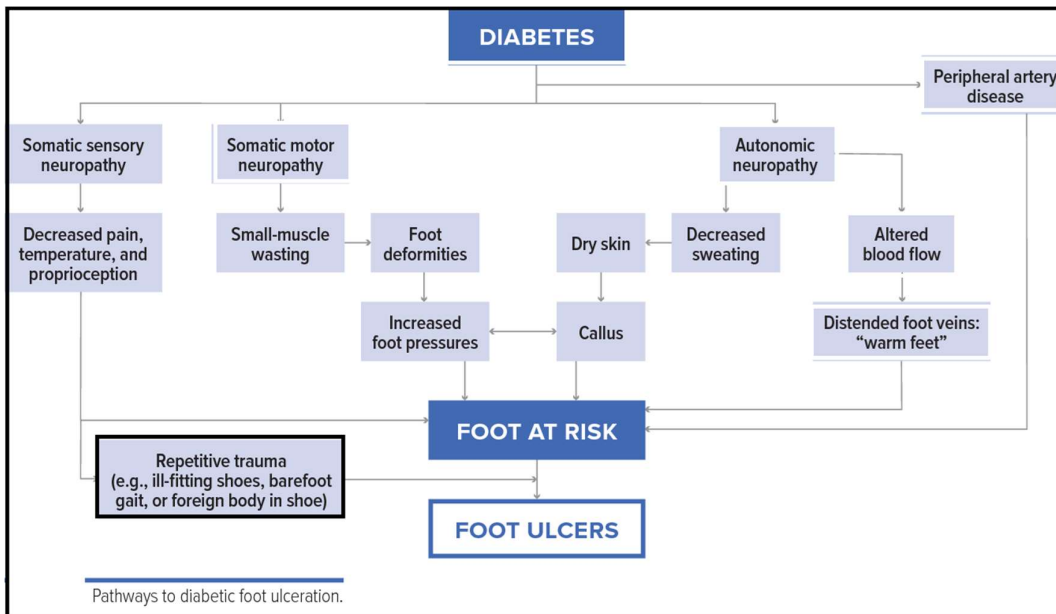 DIABETES
Peripheral artery
disease
Somatic sensory
neuropathy
Somatic motor
neuropathy
Autonomic
neuropathy
Decreased pain,
temperature, and
proprioception
Small-muscle
wasting
Foot
deformities
Dry skin
Decreased
sweating
Altered
blood flow
Increased
foot pressures
Callus
Distended foot veins:
“warm feet”
FOOT AT RISK
Repetitive trauma
(e.g., ill-fitting shoes, barefoot
gait, or foreign body in shoe)
FOOT ULCERS
Pathways to diabetic foot ulceration.